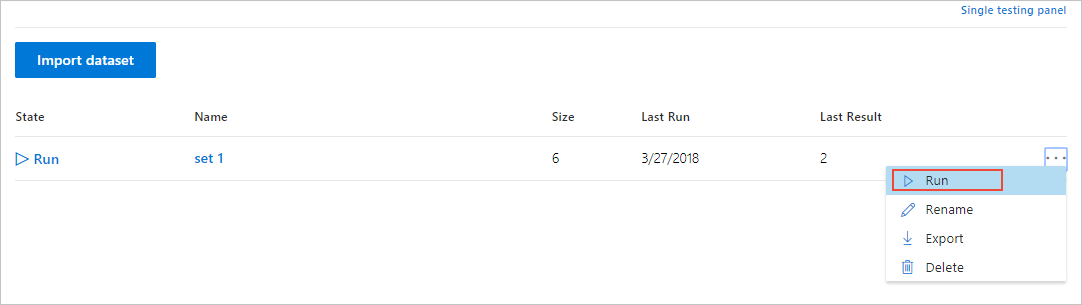 Single testing panel
Import dataset
State Name Size Last Run Last Result
Run set 1 6 3/27/2018 2 ...
Run
Rename
Export
Delete